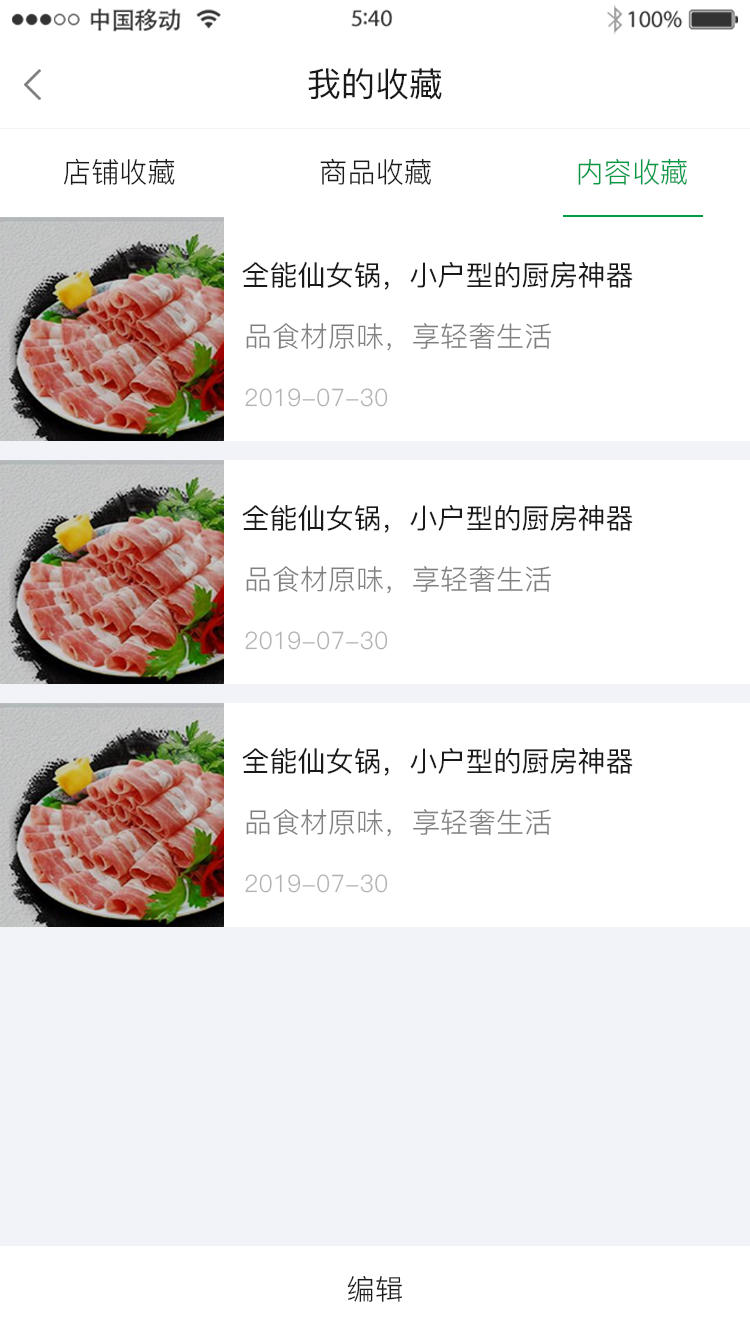 中国移动 5:40 100%
我的收藏
店铺收藏 商品收藏 内容收藏
全能仙女锅，小户型的厨房神器
品食材原味，享轻奢生活
2019-07-30
全能仙女锅，小户型的厨房神器
品食材原味，享轻奢生活
2019-07-30
全能仙女锅，小户型的厨房神器
品食材原味，享轻奢生活
2019-07-30
编辑